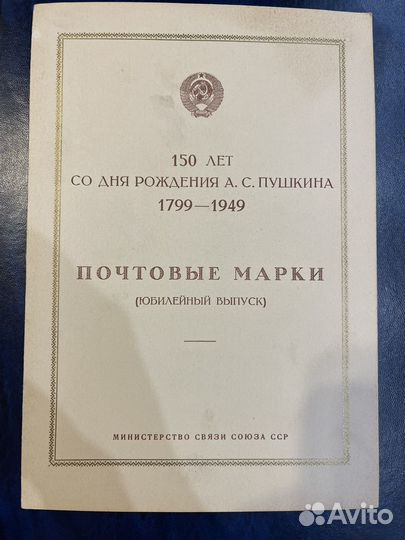 150 ЛЕТ
СО ДНЯ РОЖДЕНИЯ А. С. ПУШКИНА
1799—1949
ПОЧТОВЫЕ МАРКИ
(ЮБИЛЕЙНЫЙ ВЫПУСК)
МИНИСТЕРСТВО СВЯЗИ СОЮЗА ССР
Avito